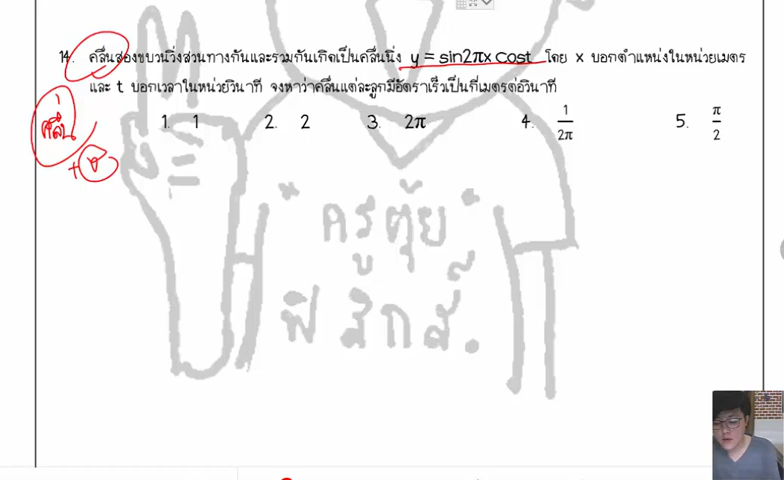 14. คลื่นสองขบวนวิ่งสวนทางกันและรวมกันเกิดเป็นคลื่นนิ่ง y = sin2πx cost โดย x บอกตำแหน่งในหน่วยเมตร
และ t บอกเวลาในหน่วยวินาที จงหาว่าคลื่นแต่ละลูกมีอัตราเร็วเป็นกี่เมตรต่อวินาที
1. 1 2. 2 3. 2π 4. 1/2π 5. π/2
คลื่น
+ v
"ครูตุ้ย"
ฟิสิกส์.